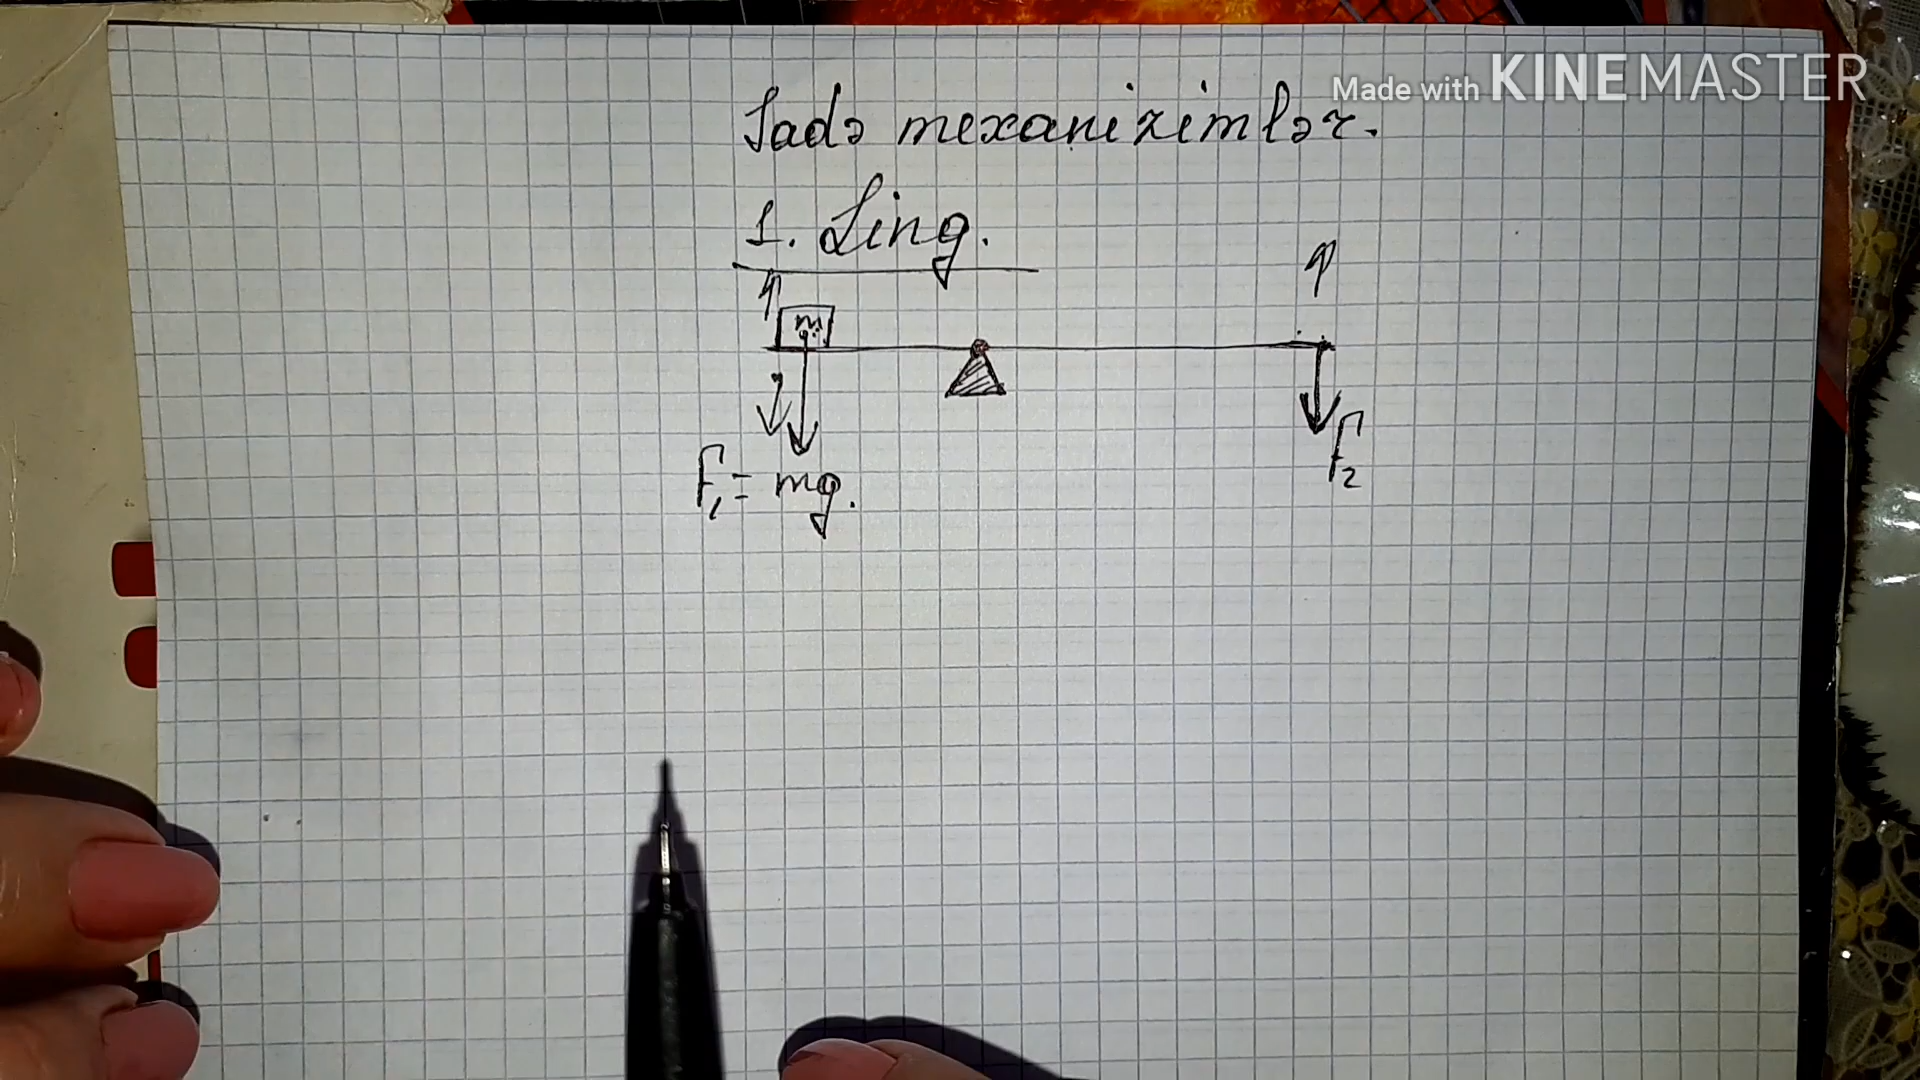 Made with KINEMASTER
Sadə mexanizimlər.
1. Ling.
m
F₁ = mg.
F₂